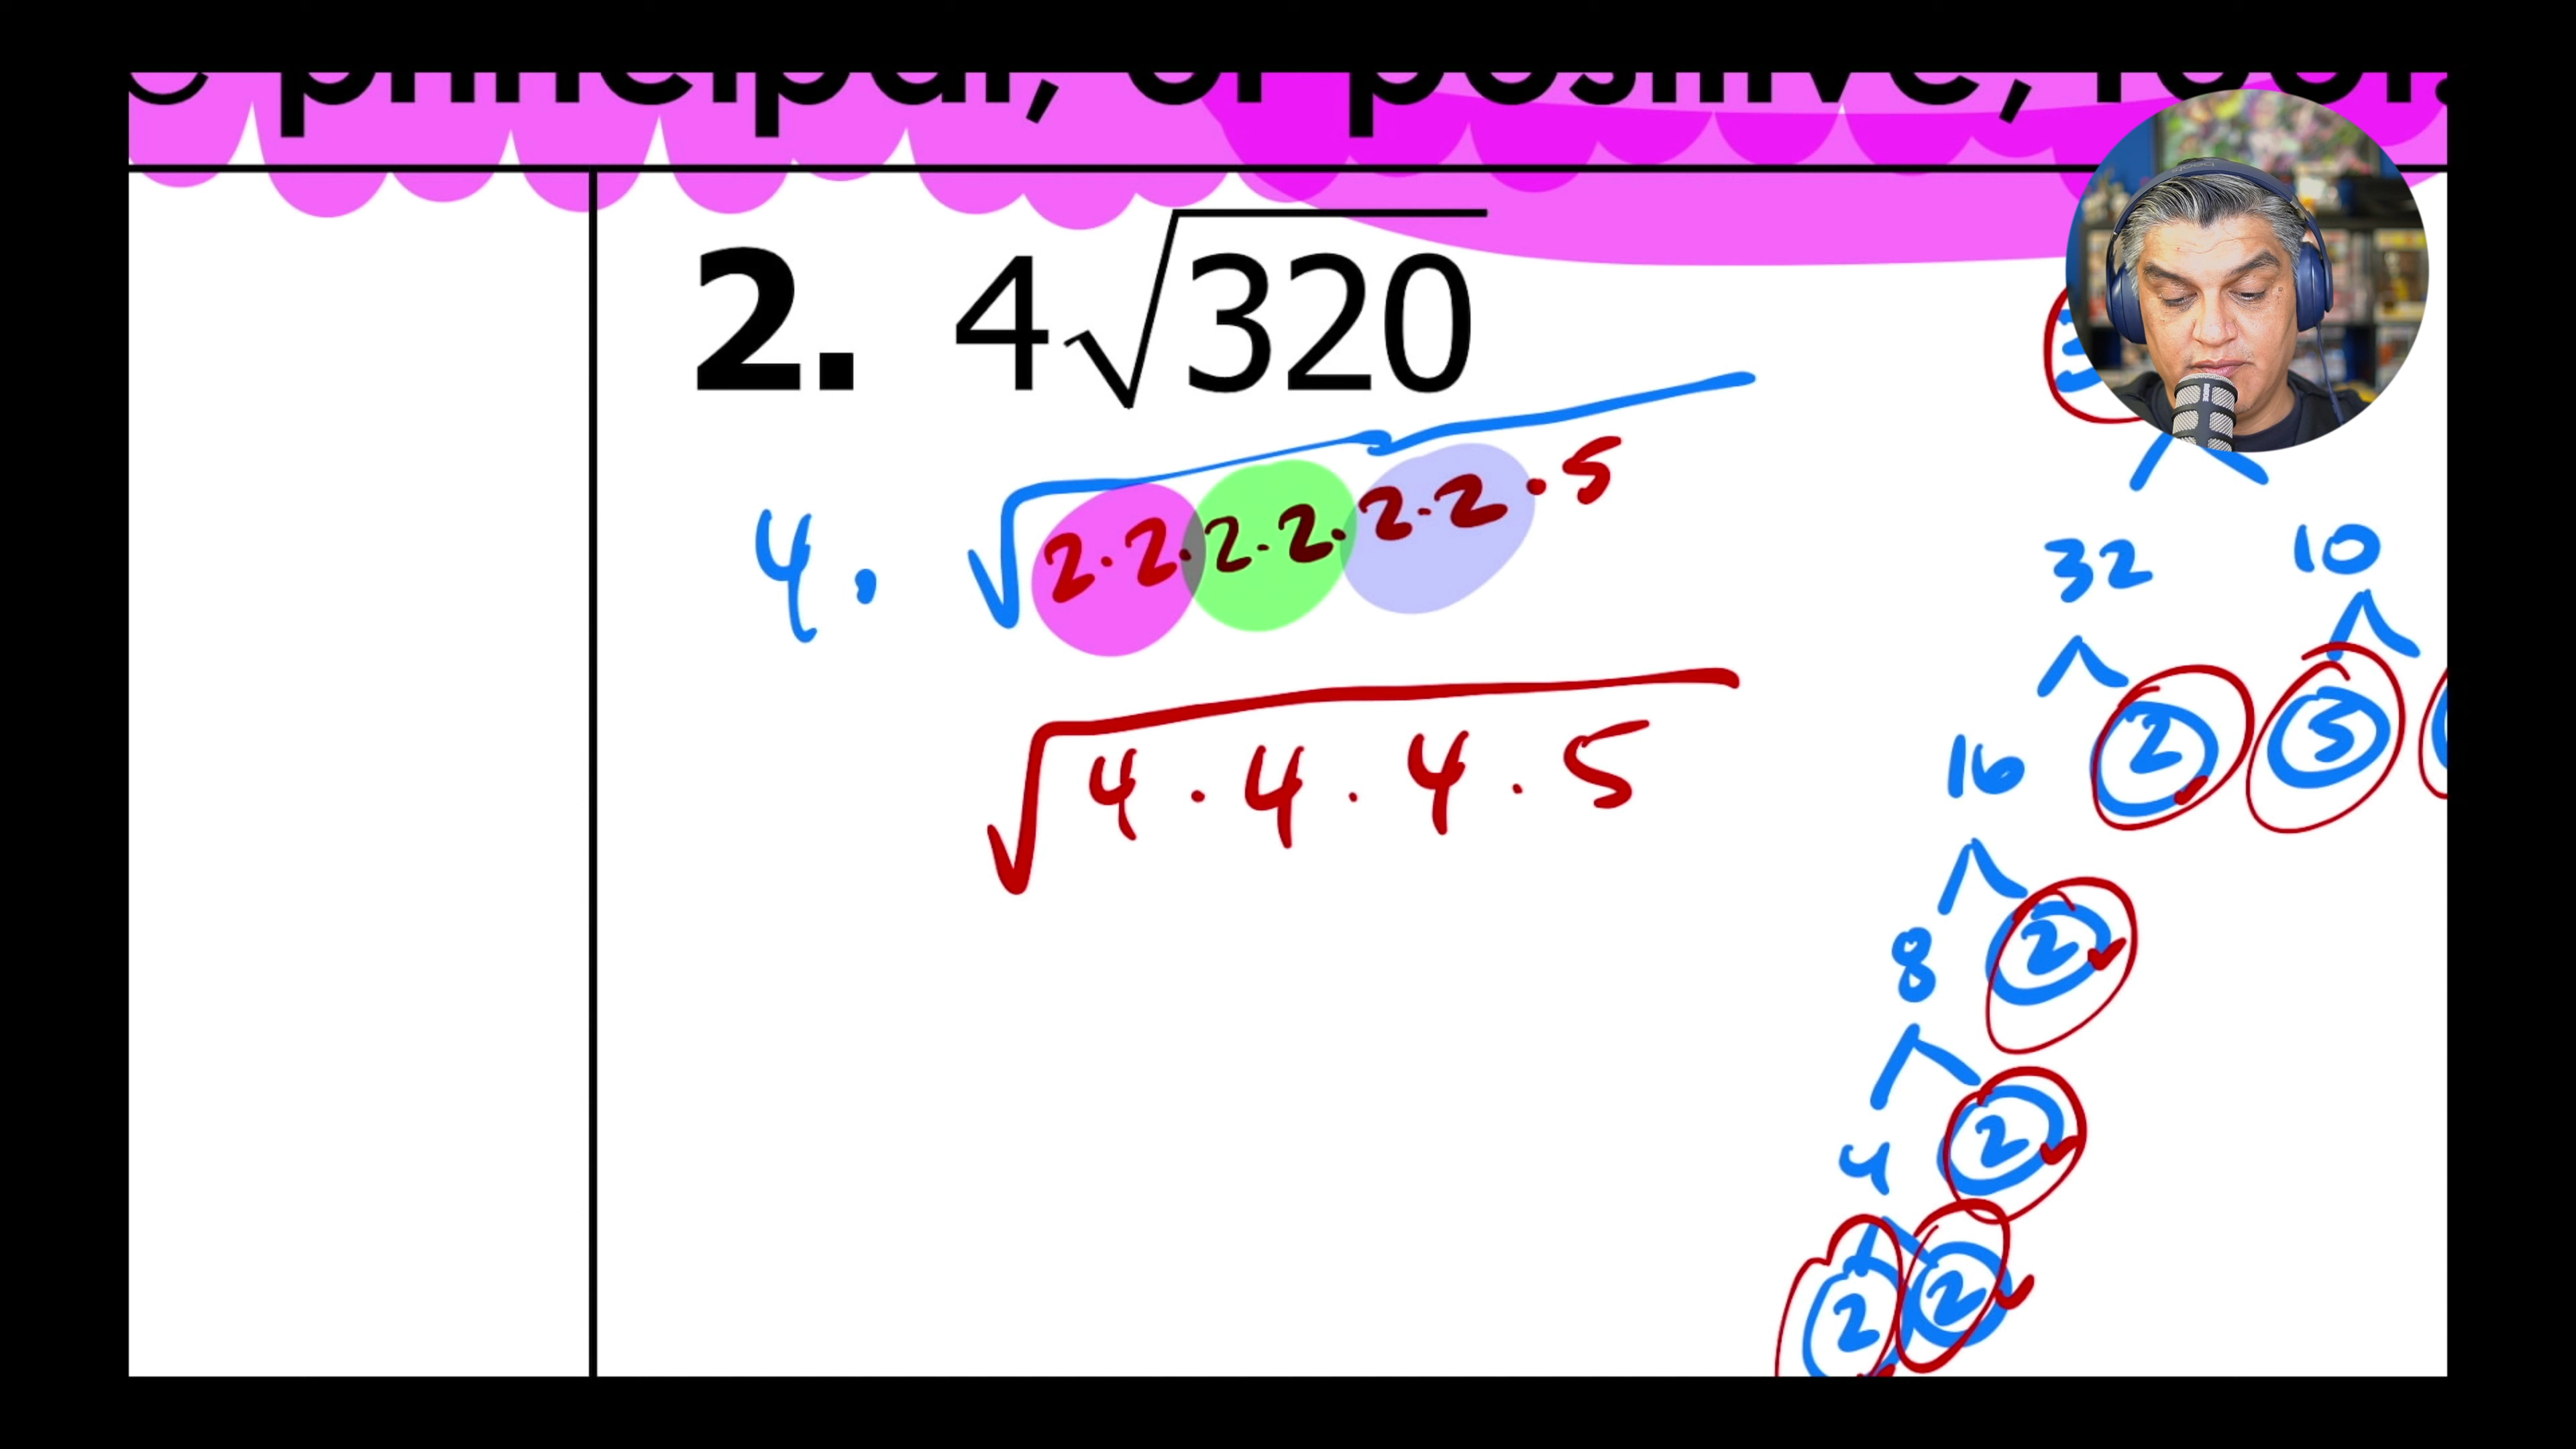 principal, or positive, root.
2. 4√320
4 · √2·2·2·2·2·2·5
√4·4·4·5
32 10
16 2 5
8 2
4 2
2 2